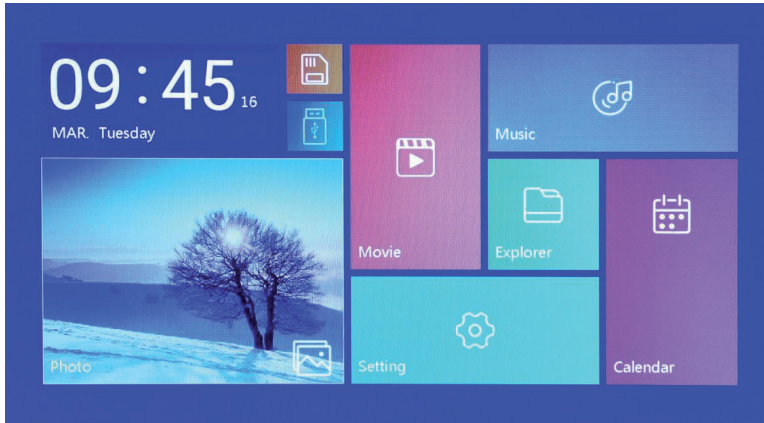 09:45 16
MAR. Tuesday
Music
Movie
Explorer
Photo
Setting
Calendar